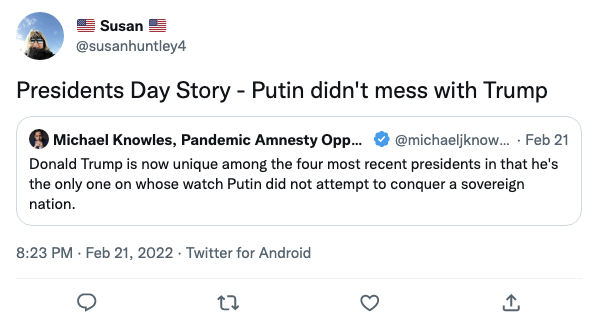 🇺🇸 Susan 🇺🇸
@susanhuntley4
Presidents Day Story - Putin didn't mess with Trump
Michael Knowles, Pandemic Amnesty Opp... @michaeljknow... · Feb 21
Donald Trump is now unique among the four most recent presidents in that he's
the only one on whose watch Putin did not attempt to conquer a sovereign
nation.
8:23 PM · Feb 21, 2022 · Twitter for Android